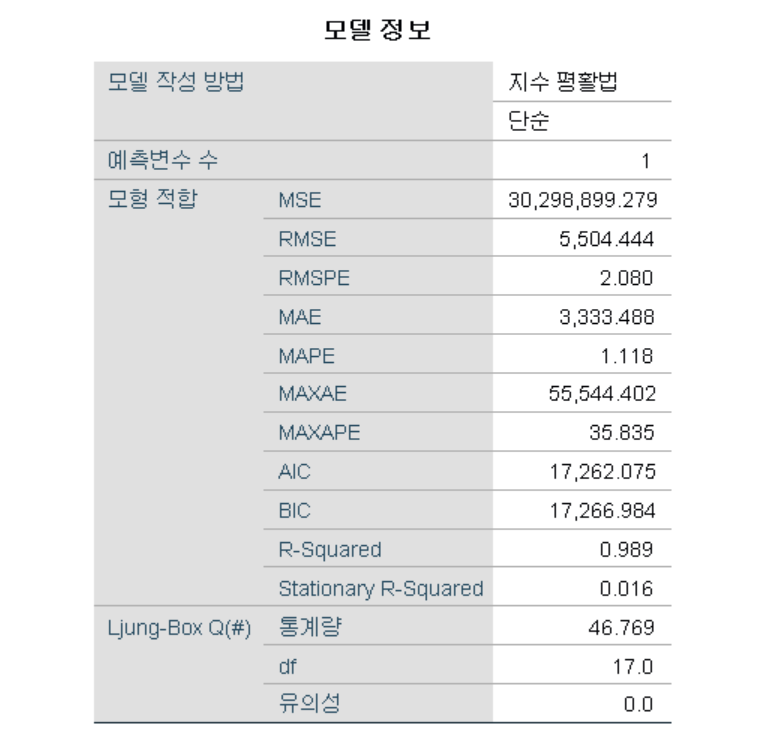 모델 정보
모델 작성 방법 지수 평활법
단순
예측변수 수 1
모형 적합 MSE 30,298,899.279
RMSE 5,504.444
RMSPE 2.080
MAE 3,333.488
MAPE 1.118
MAXAE 55,544.402
MAXAPE 35.835
AIC 17,262.075
BIC 17,266.984
R-Squared 0.989
Stationary R-Squared 0.016
Ljung-Box Q(#) 통계량 46.769
df 17.0
유의성 0.0